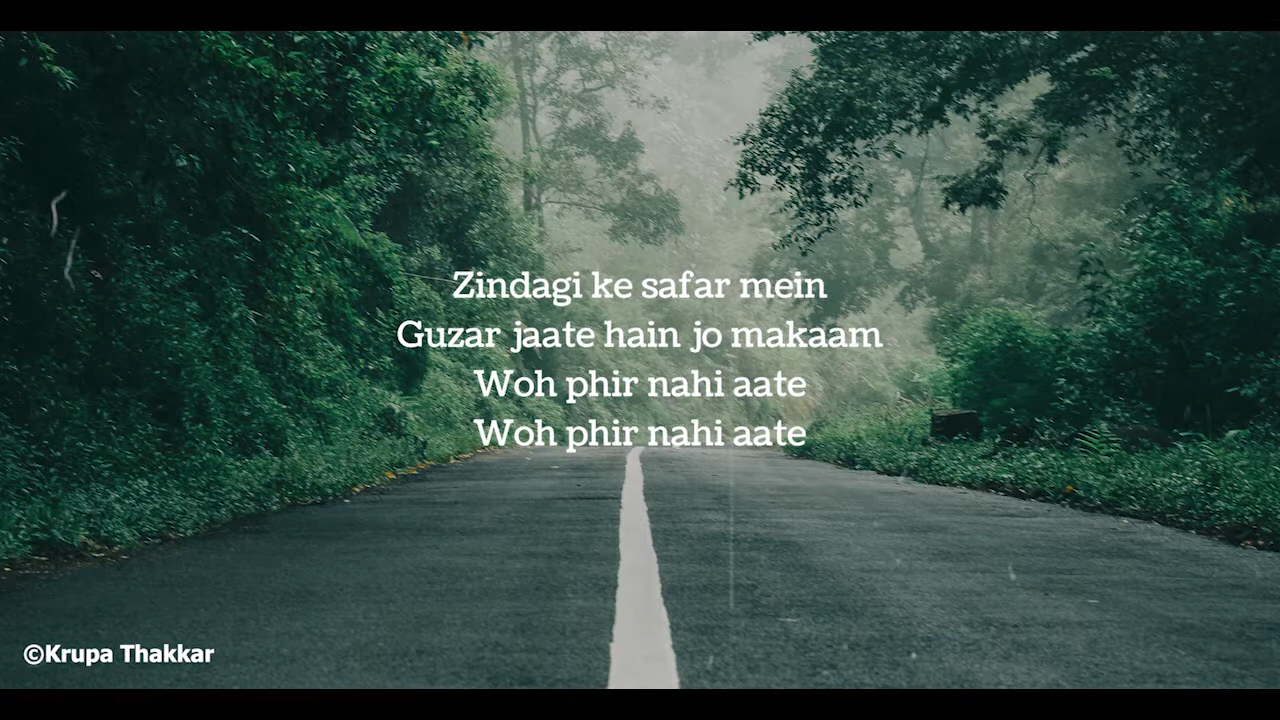 Zindagi ke safar mein
Guzar jaate hain jo makaam
Woh phir nahi aate
Woh phir nahi aate
©Krupa Thakkar